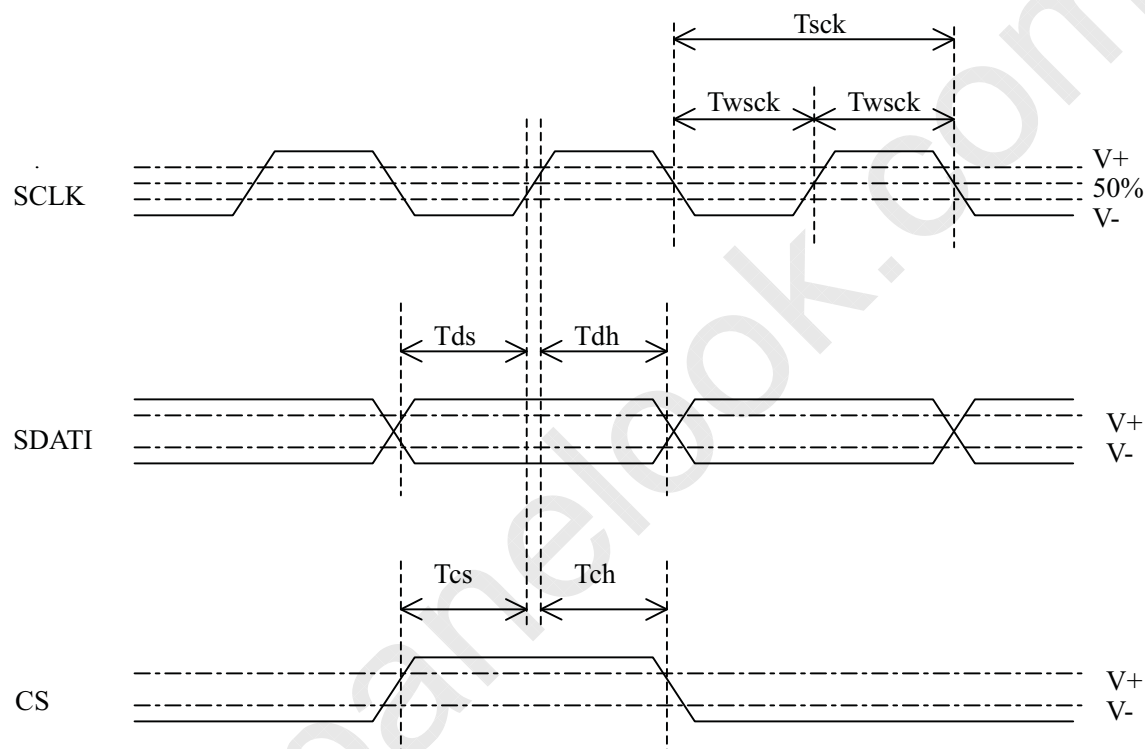 Tsck
Twsck Twsck
SCLK
V+
50%
V-
Tds Tdh
SDATI
V+
V-
Tcs Tch
CS
V+
V-
panelook.com